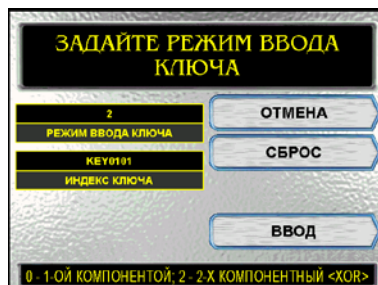 ЗАДАЙТЕ РЕЖИМ ВВОДА
КЛЮЧА
2
РЕЖИМ ВВОДА КЛЮЧА
KEY0101
ИНДЕКС КЛЮЧА
ОТМЕНА
СБРОС
ВВОД
0 - 1-ОЙ КОМПОНЕНТОЙ; 2 - 2-Х КОМПОНЕНТНЫЙ <XOR>